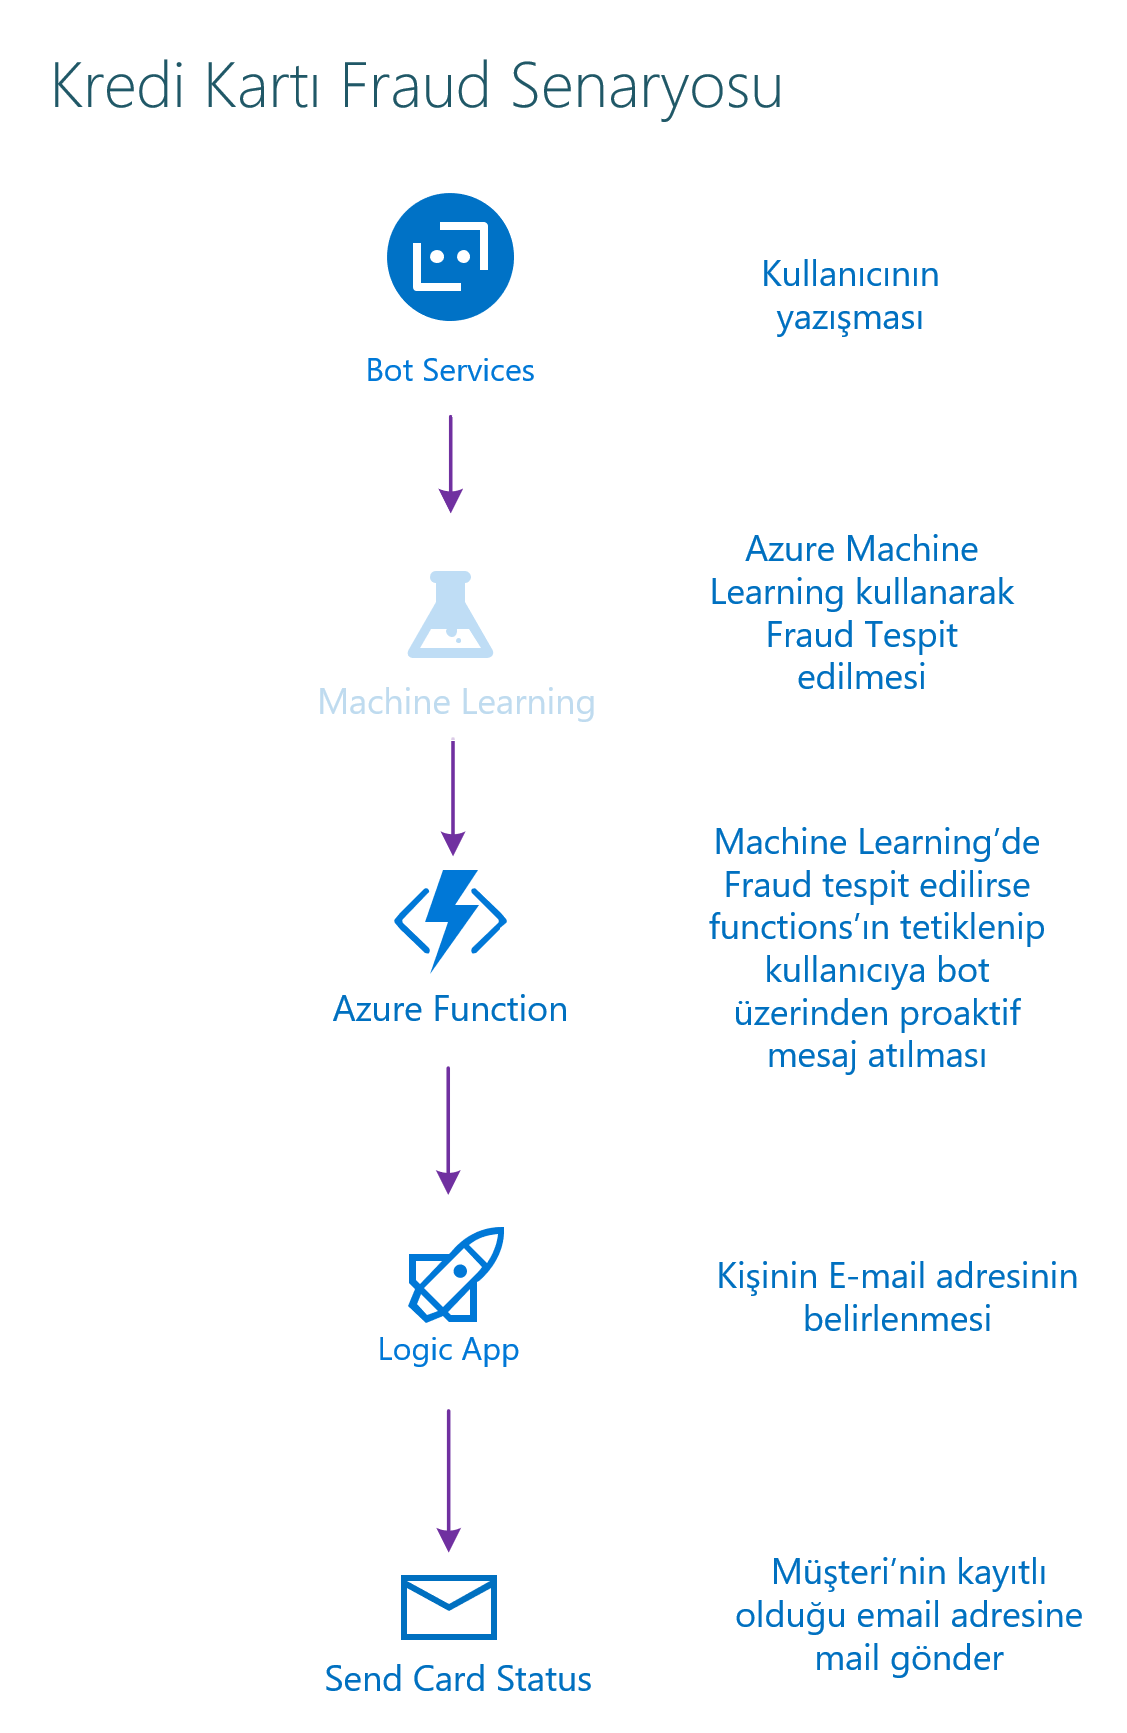 Kredi Kartı Fraud Senaryosu
Kullanıcının
yazışması
Bot Services
Azure Machine
Learning kullanarak
Fraud Tespit
edilmesi
Machine Learning
Machine Learning’de
Fraud tespit edilirse
functions’ın tetiklenip
kullanıcıya bot
üzerinden proaktif
mesaj atılması
Azure Function
Kişinin E-mail adresinin
belirlenmesi
Logic App
Müşteri’nin kayıtlı
olduğu email adresine
mail gönder
Send Card Status